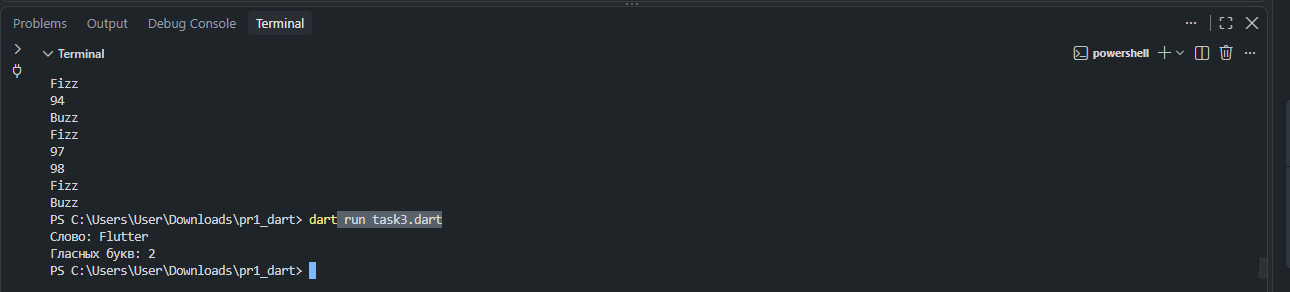 Problems Output Debug Console Terminal
Terminal powershell
Fizz
94
Buzz
Fizz
97
98
Fizz
Buzz
PS C:\Users\User\Downloads\pr1_dart> dart run task3.dart
Слово: Flutter
Гласных букв: 2
PS C:\Users\User\Downloads\pr1_dart>